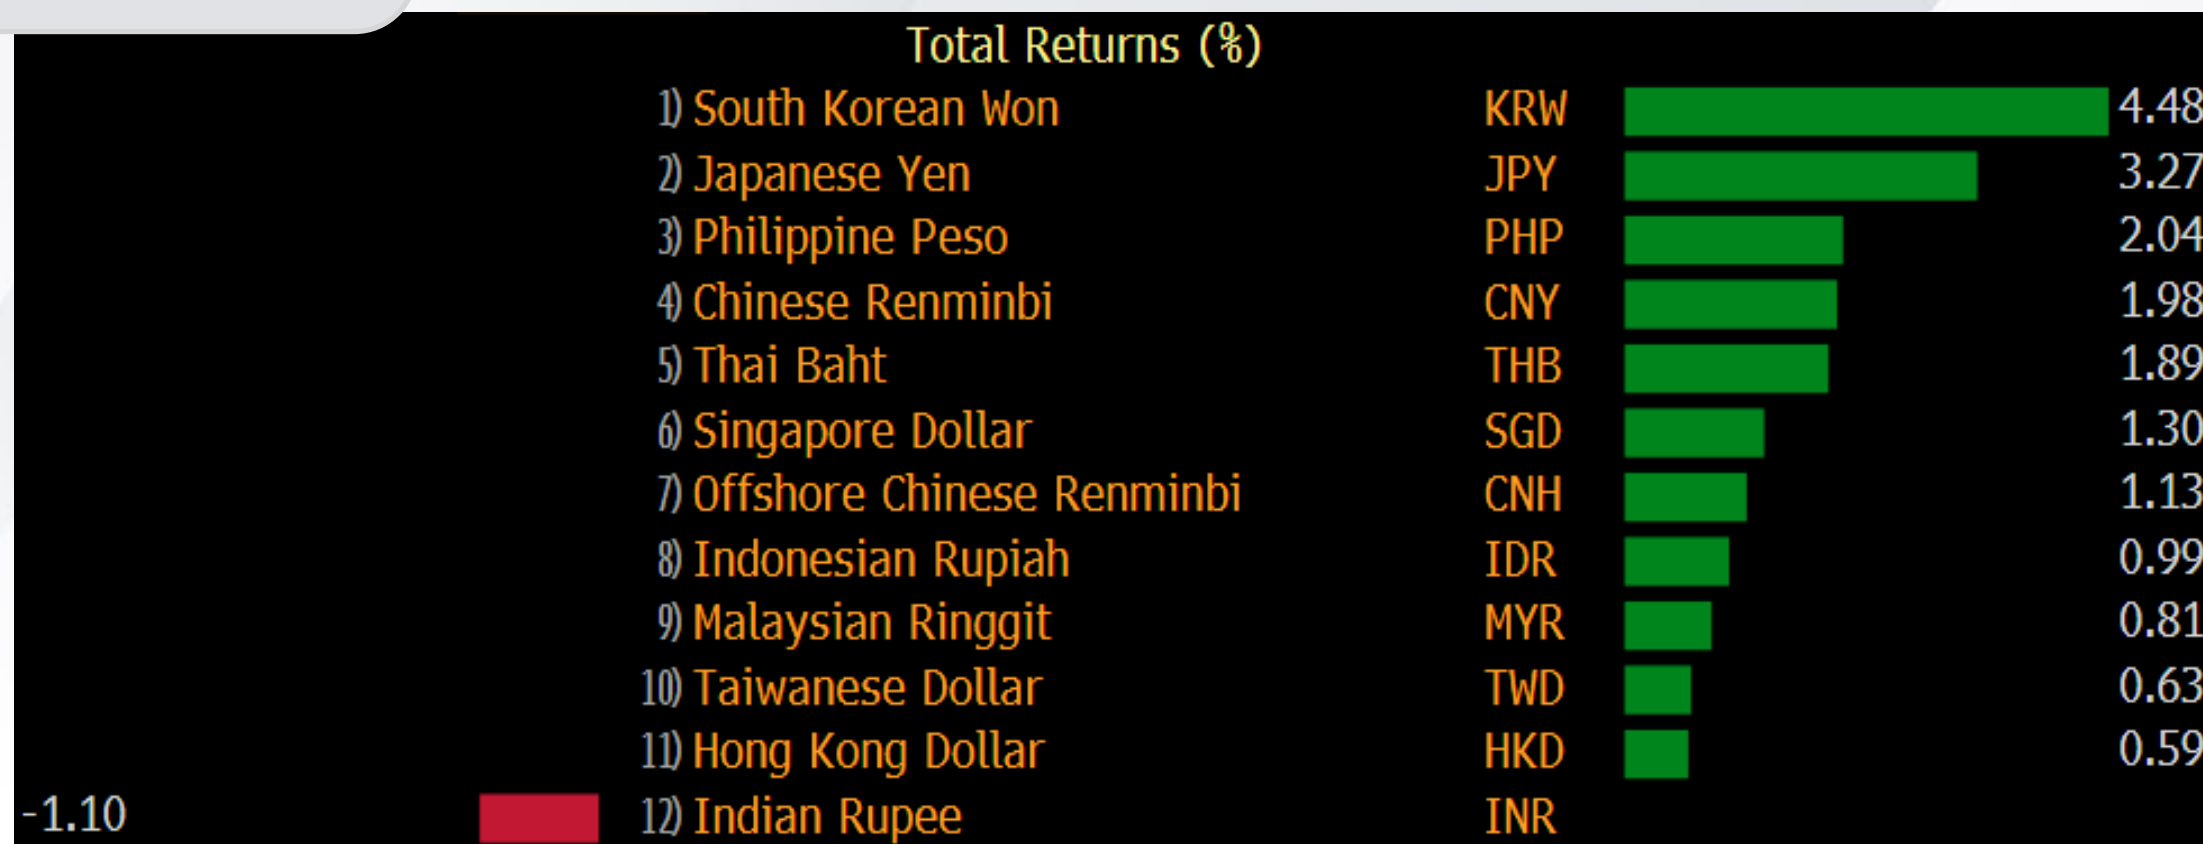 Total Returns (%)
1) South Korean Won KRW 4.48
2) Japanese Yen JPY 3.27
3) Philippine Peso PHP 2.04
4) Chinese Renminbi CNY 1.98
5) Thai Baht THB 1.89
6) Singapore Dollar SGD 1.30
7) Offshore Chinese Renminbi CNH 1.13
8) Indonesian Rupiah IDR 0.99
9) Malaysian Ringgit MYR 0.81
10) Taiwanese Dollar TWD 0.63
11) Hong Kong Dollar HKD 0.59
-1.10 12) Indian Rupee INR